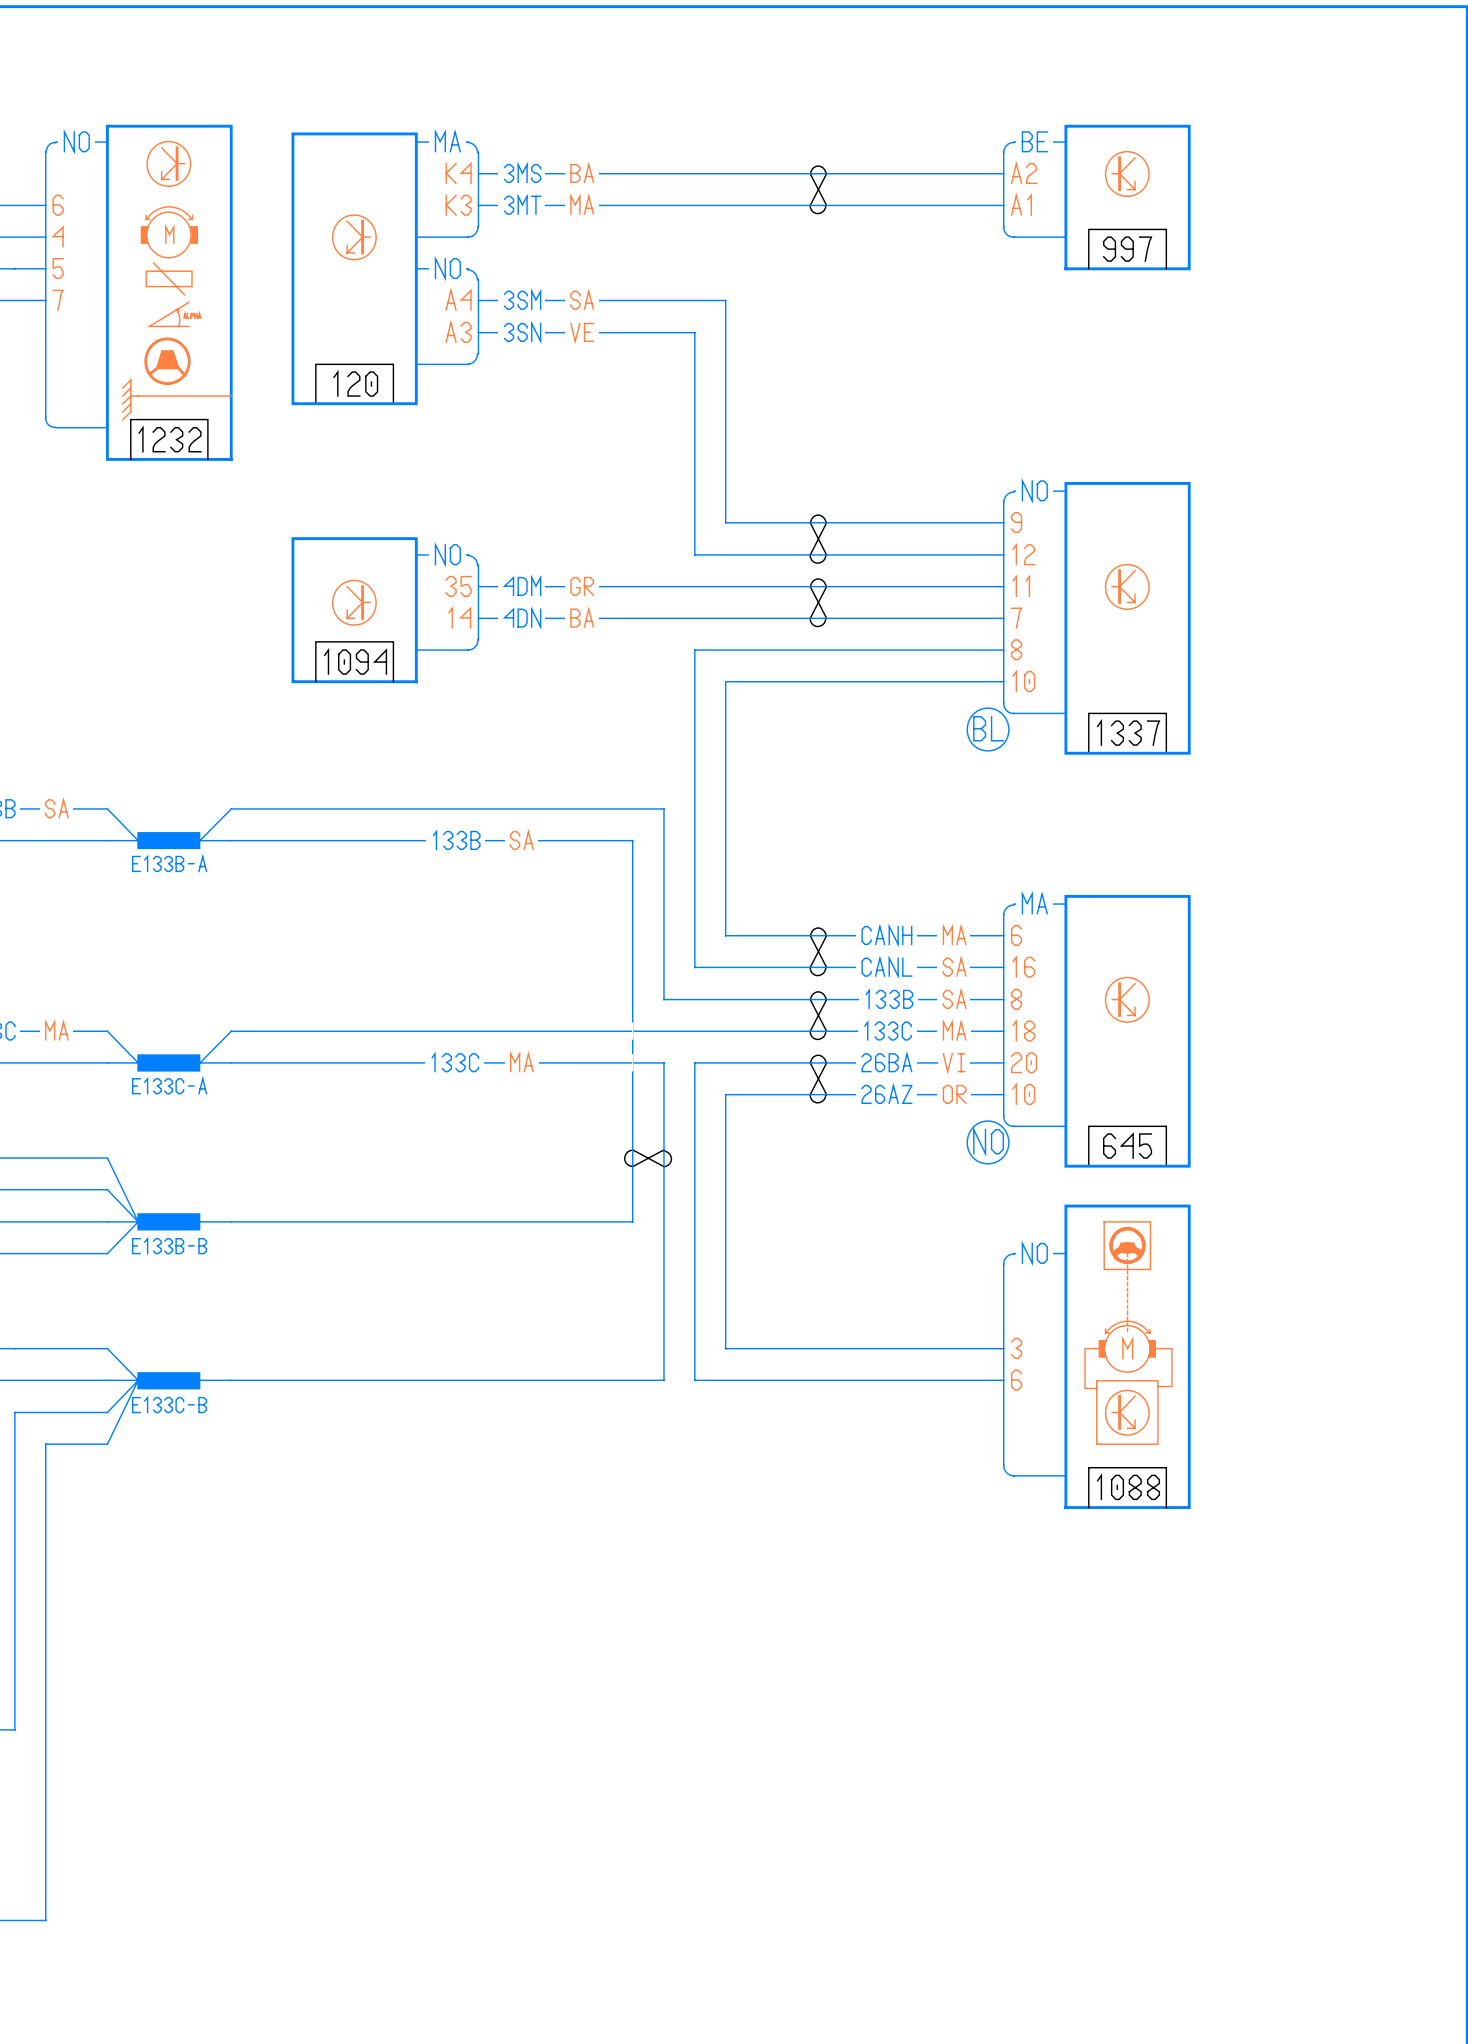 NO
6
4
5
7
M
ALPHA
1232
MA
K4 3MS BA
K3 3MT MA
NO
A4 3SM SA
A3 3SN VE
120
BE
A2
A1
997
NO
35 4DM GR
14 4DN BA
1094
NO
9
12
11
7
8
10
BL
1337
B SA
E133B-A
133B SA
C MA
E133C-A
133C MA
E133B-B
E133C-B
MA
CANH MA 6
CANL SA 16
133B SA 8
133C MA 18
26BA VI 20
26AZ OR 10
NO
645
NO
M
3
6
1088